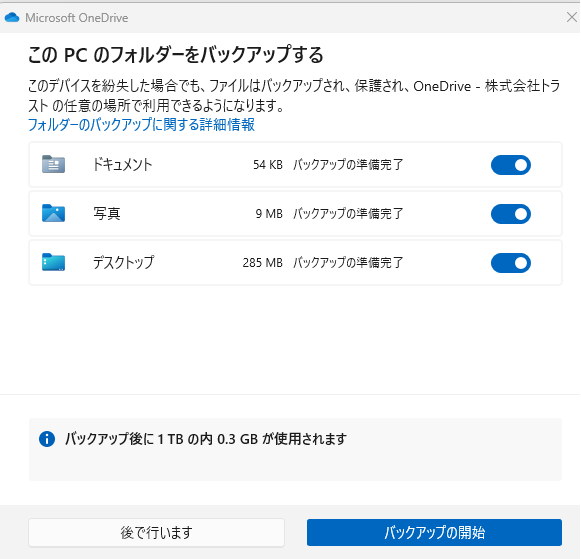 Microsoft OneDrive
この PC のフォルダーをバックアップする
このデバイスを紛失した場合でも、ファイルはバックアップされ、保護され、OneDrive - 株式会社トラ
スト の任意の場所で利用できるようになります。
フォルダーのバックアップに関する詳細情報
ドキュメント 54 KB バックアップの準備完了
写真 9 MB バックアップの準備完了
デスクトップ 285 MB バックアップの準備完了
バックアップ後に 1 TB の内 0.3 GB が使用されます
後で行います バックアップの開始